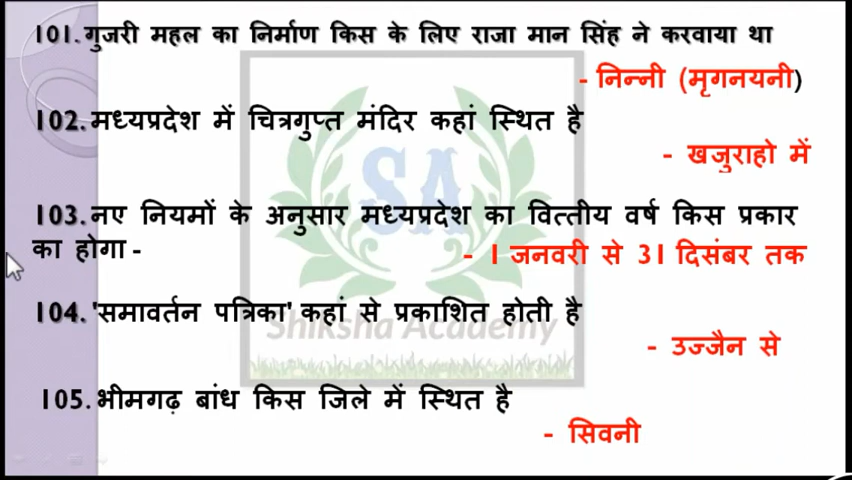 101. गुजरी महल का निर्माण किस के लिए राजा मान सिंह ने करवाया था
- निन्नी (मृगनयनी)
102. मध्यप्रदेश में चित्रगुप्त मंदिर कहां स्थित है
- खजुराहो में
103. नए नियमों के अनुसार मध्यप्रदेश का वित्तीय वर्ष किस प्रकार
का होगा -
- 1 जनवरी से 31 दिसंबर तक
104. 'समावर्तन पत्रिका' कहां से प्रकाशित होती है
SA
Shiksha Academy
- उज्जैन से
105. भीमगढ़ बांध किस जिले में स्थित है
- सिवनी